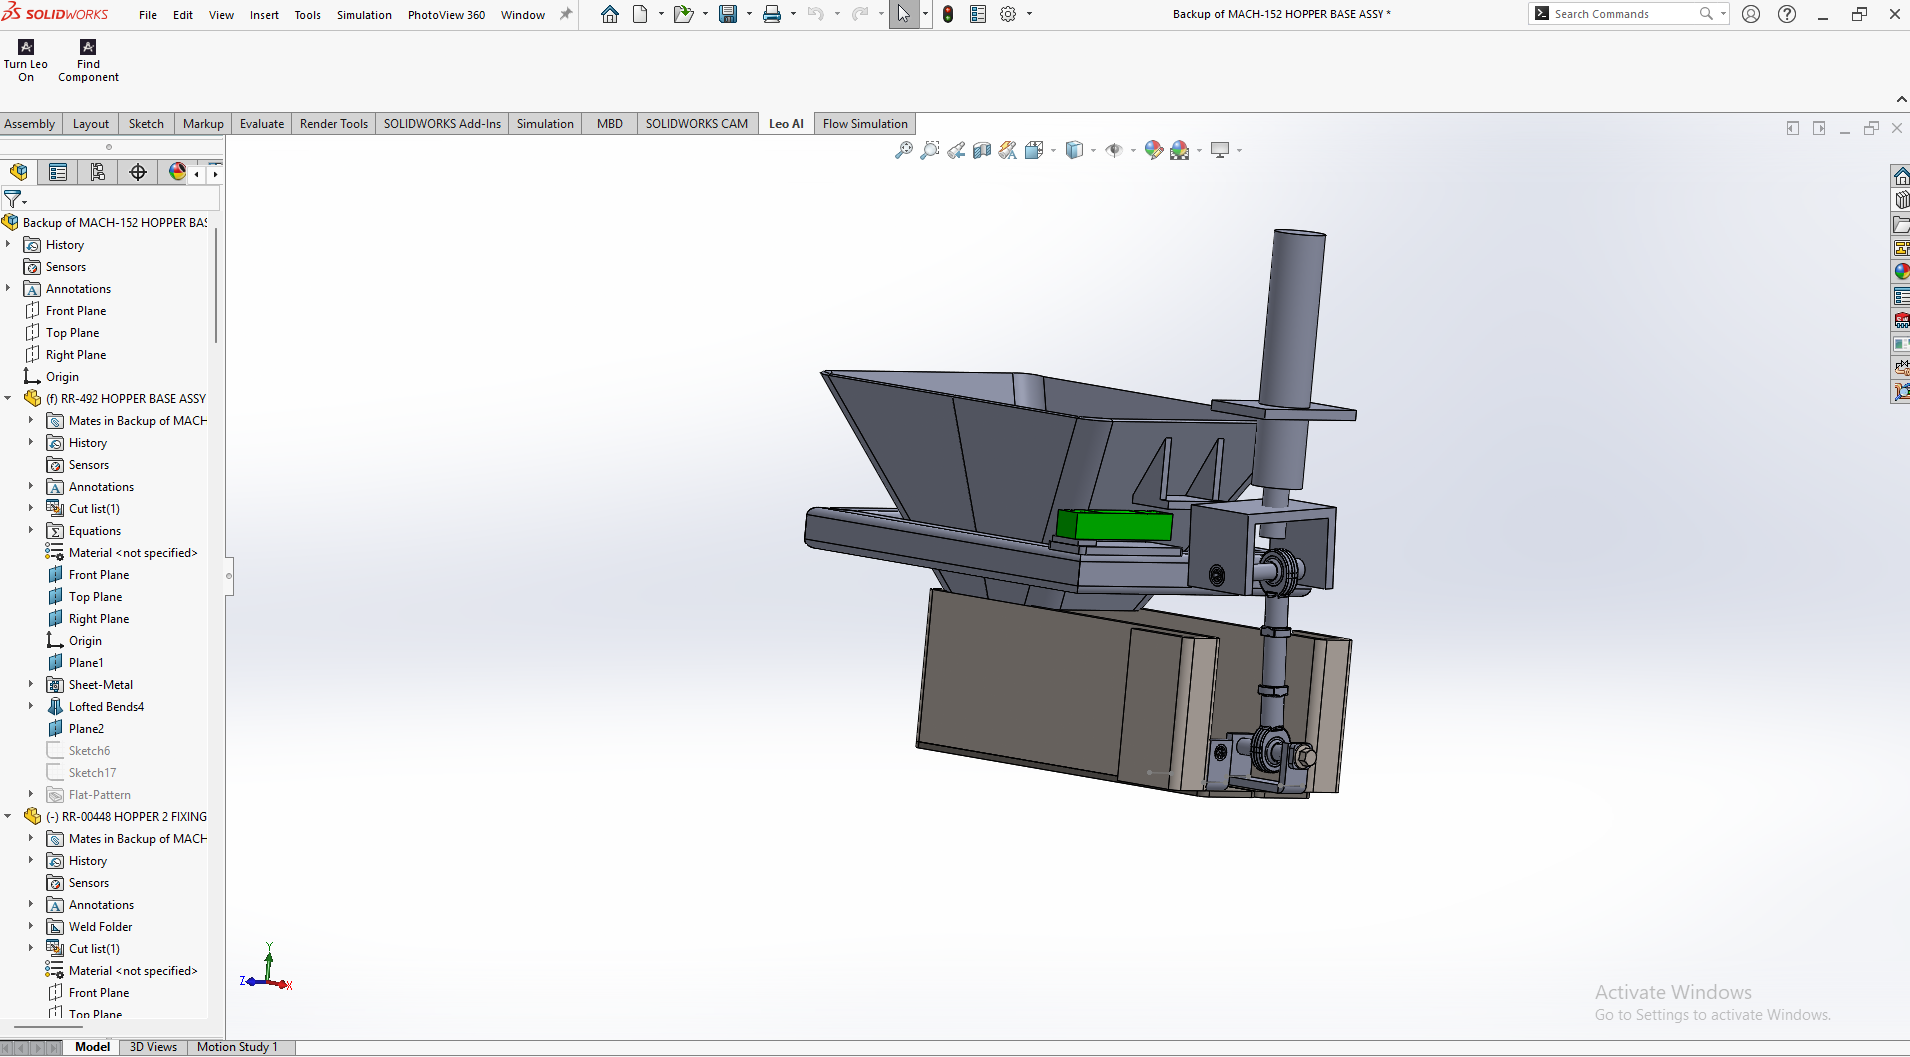 SOLIDWORKS
File Edit View Insert Tools Simulation PhotoView 360 Window
Backup of MACH-152 HOPPER BASE ASSY *
Search Commands
Turn Leo On
Find Component
Assembly Layout Sketch Markup Evaluate Render Tools SOLIDWORKS Add-Ins Simulation MBD SOLIDWORKS CAM Leo AI Flow Simulation
Backup of MACH-152 HOPPER BAS
History
Sensors
Annotations
Front Plane
Top Plane
Right Plane
Origin
(f) RR-492 HOPPER BASE ASSY
Mates in Backup of MACH
History
Sensors
Annotations
Cut list(1)
Equations
Material <not specified>
Front Plane
Top Plane
Right Plane
Origin
Plane1
Sheet-Metal
Lofted Bends4
Plane2
Sketch6
Sketch17
Flat-Pattern
(-) RR-00448 HOPPER 2 FIXING
Mates in Backup of MACH
History
Sensors
Annotations
Weld Folder
Cut list(1)
Material <not specified>
Front Plane
Top Plane
Y
Z
X
Activate Windows
Go to Settings to activate Windows.
Model 3D Views Motion Study 1